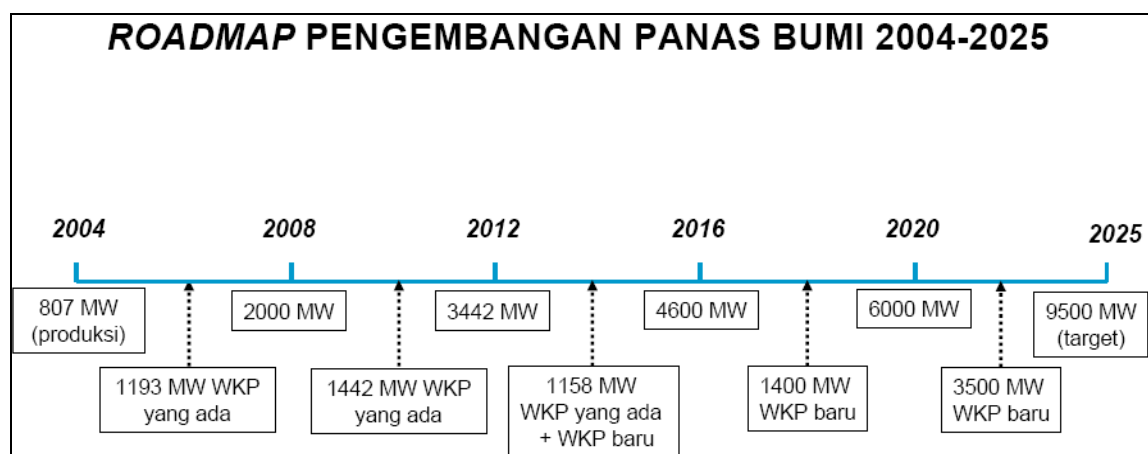 ROADMAP PENGEMBANGAN PANAS BUMI 2004-2025
2004
2008
2012
2016
2020
2025
807 MW
(produksi)
2000 MW
3442 MW
4600 MW
6000 MW
9500 MW
(target)
1193 MW WKP
yang ada
1442 MW WKP
yang ada
1158 MW
WKP yang ada
+ WKP baru
1400 MW
WKP baru
3500 MW
WKP baru